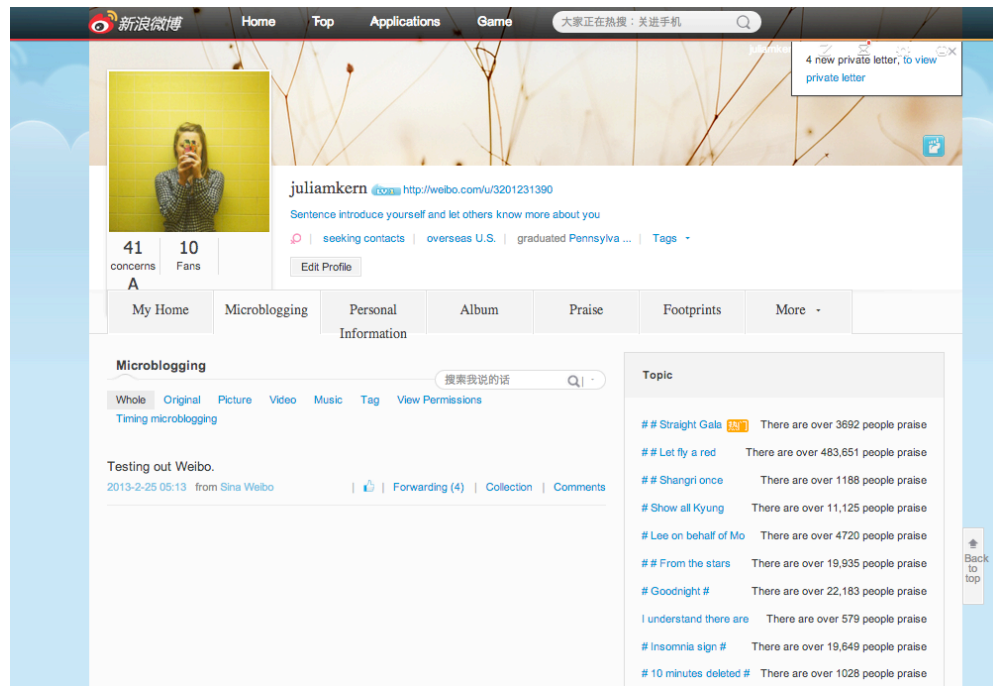 新浪微博 Home Top Applications Game 大家正在热搜：关进手机
4 new private letter, to view
private letter
juliamkern http://weibo.com/u/3201231390
Sentence introduce yourself and let others know more about you
| seeking contacts | overseas U.S. | graduated Pennsylva ... | Tags
Edit Profile
41 10
concerns Fans
A
My Home Microblogging Personal Information Album Praise Footprints More
Microblogging
搜索我说的话
Whole Original Picture Video Music Tag View Permissions
Timing microblogging
Testing out Weibo.
2013-2-25 05:13 from Sina Weibo | | Forwarding (4) | Collection | Comments
Topic
# # Straight Gala 热门 There are over 3692 people praise
# # Let fly a red There are over 483,651 people praise
# # Shangri once There are over 1188 people praise
# Show all Kyung There are over 11,125 people praise
# Lee on behalf of Mo There are over 4720 people praise
# # From the stars There are over 19,935 people praise
# Goodnight # There are over 22,183 people praise
I understand there are There are over 579 people praise
# Insomnia sign # There are over 19,649 people praise
# 10 minutes deleted # There are over 1028 people praise
Back
to
top